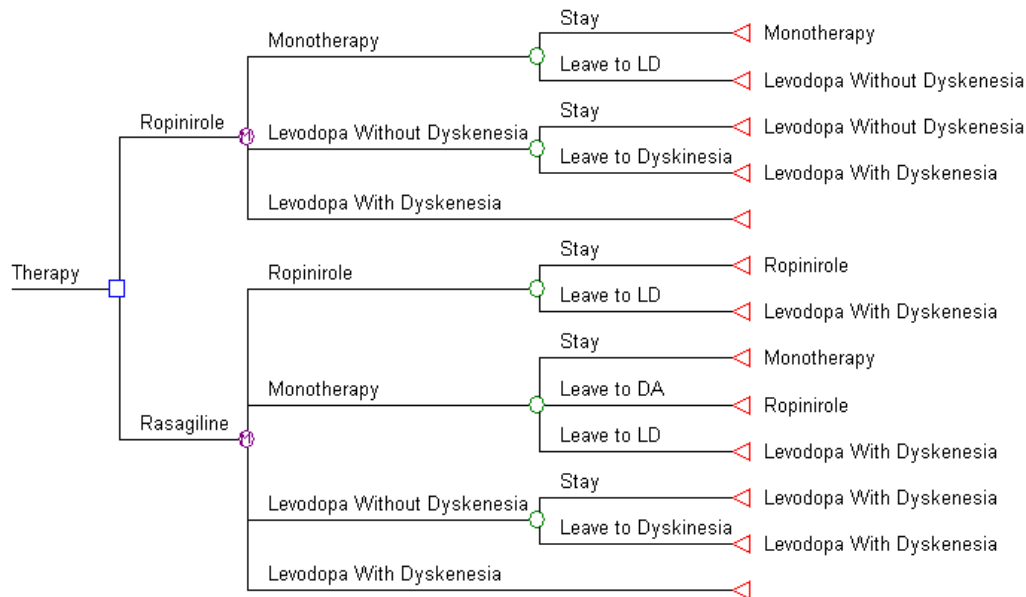 Stay
Monotherapy Monotherapy
Leave to LD
Levodopa Without Dyskenesia
Ropinirole
Stay
Levodopa Without Dyskenesia Levodopa Without Dyskenesia
Leave to Dyskinesia
Levodopa With Dyskenesia
Levodopa With Dyskenesia
Therapy
Stay
Ropinirole Ropinirole
Leave to LD
Levodopa With Dyskenesia
Stay
Monotherapy
Monotherapy Leave to DA
Ropinirole
Rasagiline
Leave to LD
Levodopa With Dyskenesia
Stay
Levodopa Without Dyskenesia Levodopa With Dyskenesia
Leave to Dyskinesia
Levodopa With Dyskenesia
Levodopa With Dyskenesia
M
M